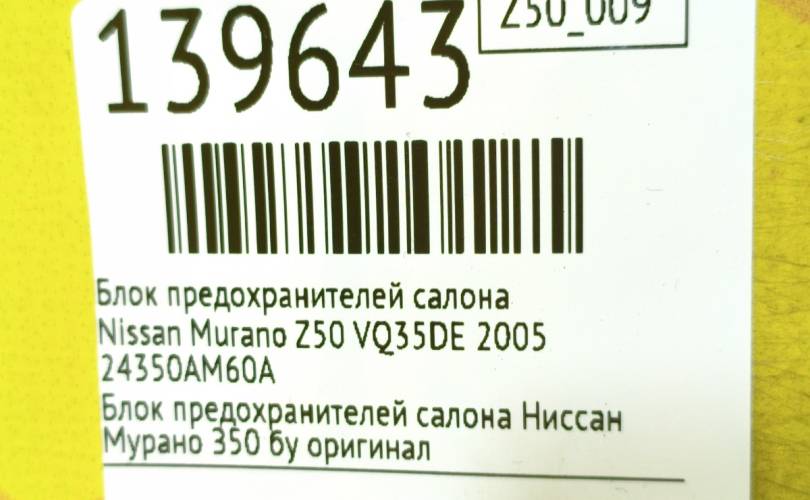 Z50_009
139643
Блок предохранителей салона
Nissan Murano Z50 VQ35DE 2005
24350AM60A
Блок предохранителей салона Ниссан
Мурано 350 бу оригинал